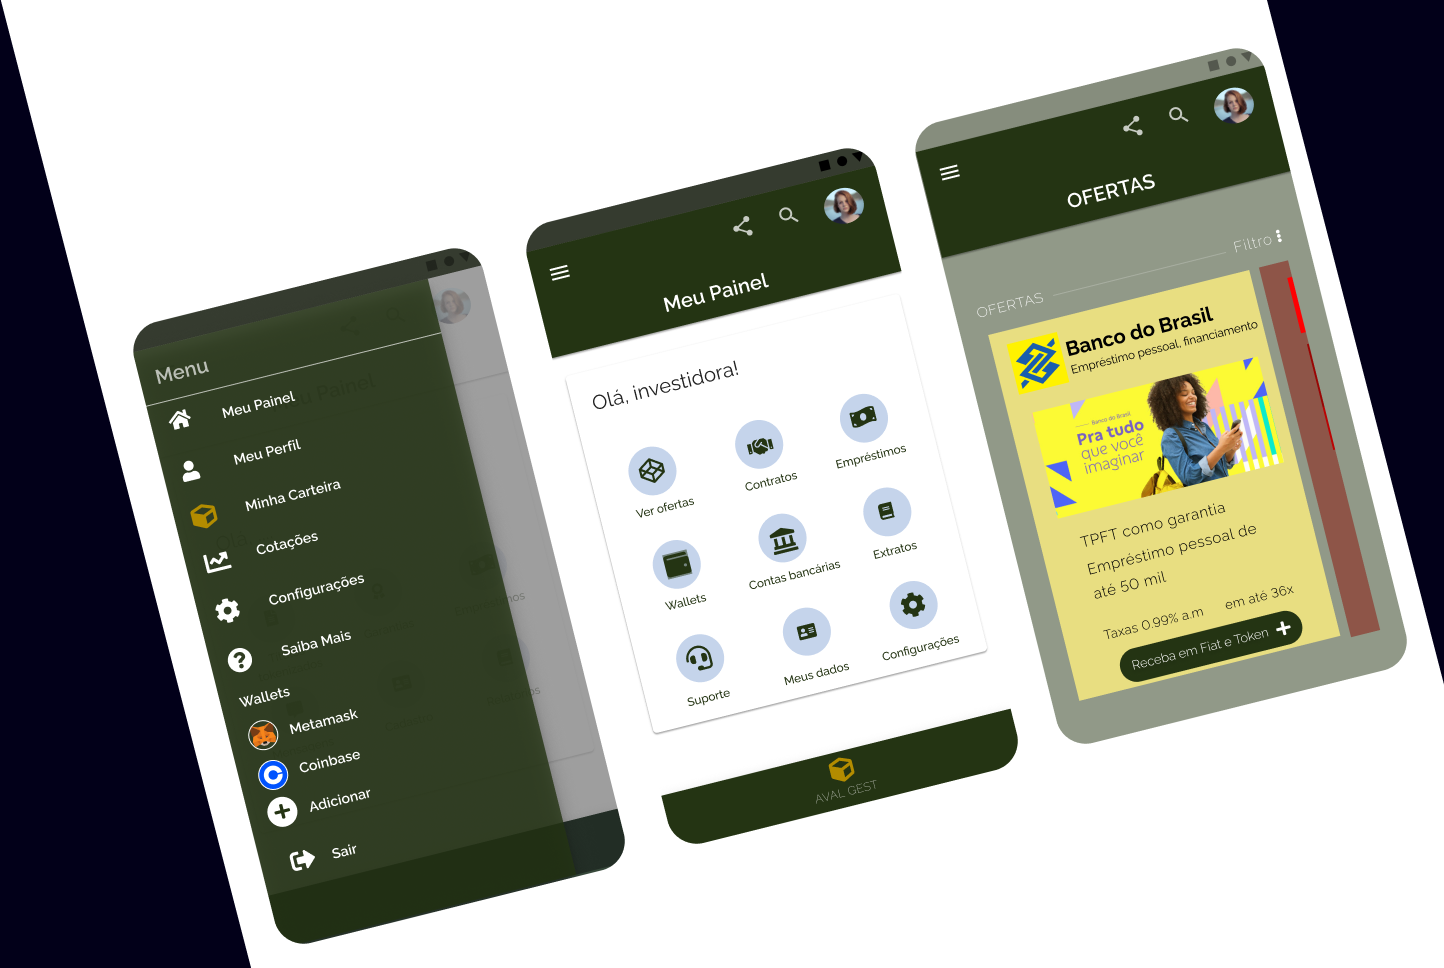 Menu
Meu Painel
Meu Perfil
Minha Carteira
Cotações
Configurações
Saiba Mais
Wallets
Metamask
Coinbase
Adicionar
Sair
Meu Painel
Olá, investidora!
Ver ofertas
Contratos
Empréstimos
Wallets
Contas bancárias
Extratos
Suporte
Meus dados
Configurações
AVAL GEST
OFERTAS
Filtro
OFERTAS
Banco do Brasil
Empréstimo pessoal, financiamento
Banco do Brasil
Pra tudo
que você
imaginar
TPFT como garantia
Empréstimo pessoal de
até 50 mil
Taxas 0.99% a.m em até 36x
Receba em Fiat e Token